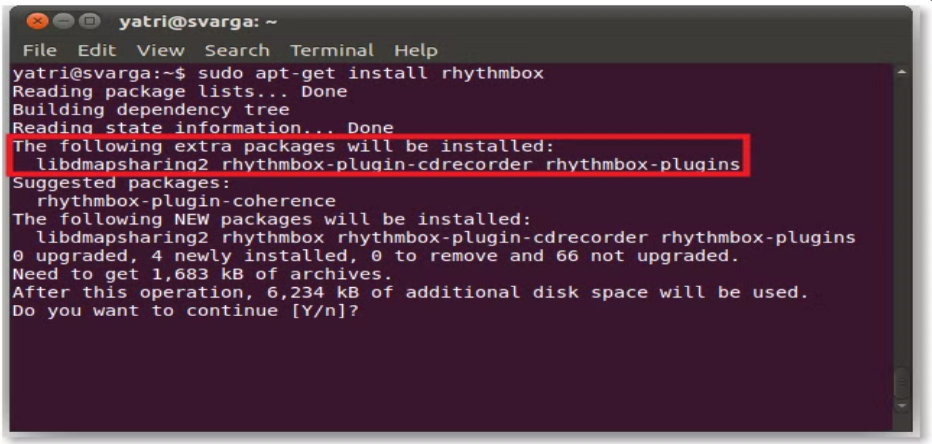 yatri@svarga: ~
File Edit View Search Terminal Help
yatri@svarga:~$ sudo apt-get install rhythmbox
Reading package lists... Done
Building dependency tree
Reading state information... Done
The following extra packages will be installed:
  libdmapsharing2 rhythmbox-plugin-cdrecorder rhythmbox-plugins
Suggested packages:
  rhythmbox-plugin-coherence
The following NEW packages will be installed:
  libdmapsharing2 rhythmbox rhythmbox-plugin-cdrecorder rhythmbox-plugins
0 upgraded, 4 newly installed, 0 to remove and 66 not upgraded.
Need to get 1,683 kB of archives.
After this operation, 6,234 kB of additional disk space will be used.
Do you want to continue [Y/n]?